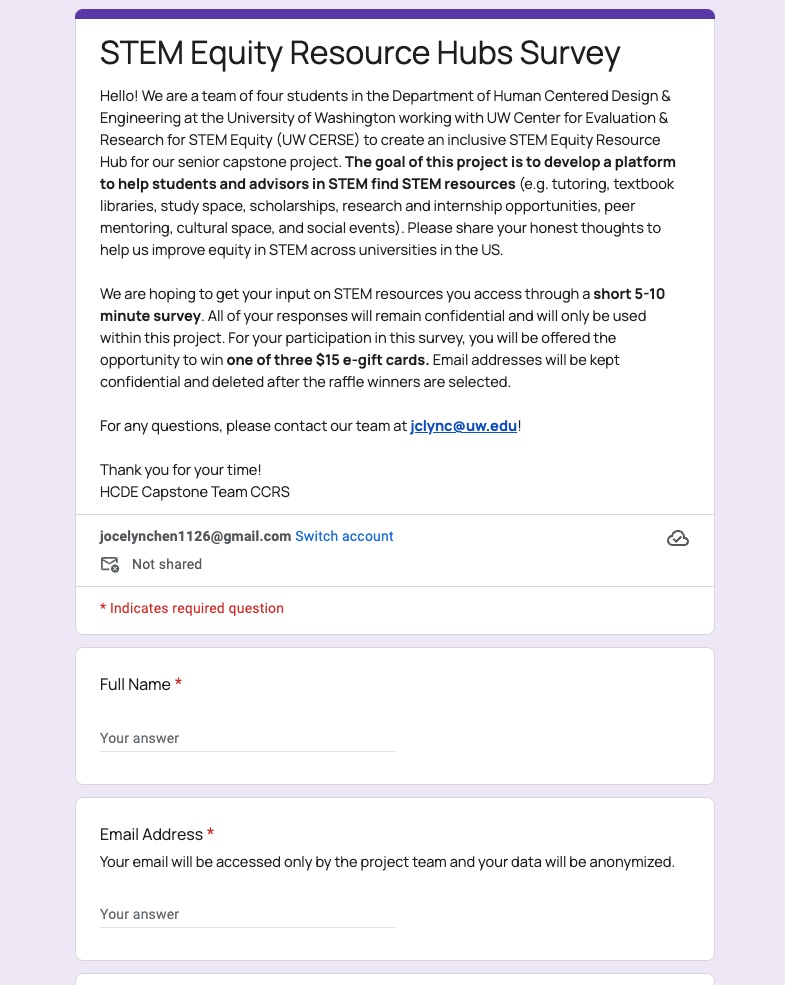 STEM Equity Resource Hubs Survey
Hello! We are a team of four students in the Department of Human Centered Design &
Engineering at the University of Washington working with UW Center for Evaluation &
Research for STEM Equity (UW CERSE) to create an inclusive STEM Equity Resource
Hub for our senior capstone project. The goal of this project is to develop a platform
to help students and advisors in STEM find STEM resources (e.g. tutoring, textbook
libraries, study space, scholarships, research and internship opportunities, peer
mentoring, cultural space, and social events). Please share your honest thoughts to
help us improve equity in STEM across universities in the US.
We are hoping to get your input on STEM resources you access through a short 5-10
minute survey. All of your responses will remain confidential and will only be used
within this project. For your participation in this survey, you will be offered the
opportunity to win one of three $15 e-gift cards. Email addresses will be kept
confidential and deleted after the raffle winners are selected.
For any questions, please contact our team at jclync@uw.edu!
Thank you for your time!
HCDE Capstone Team CCRS
jocelynchen1126@gmail.com Switch account
Not shared
* Indicates required question
Full Name *
Your answer
Email Address *
Your email will be accessed only by the project team and your data will be anonymized.
Your answer